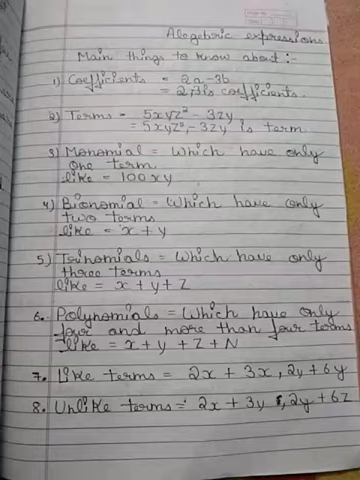 Alegebric expressions.
Main things to know about :-
1) Coefficients = 2a - 3b
= 2,3 is coefficients.
2) Terms = 5xyz² - 3zy
= 5xyz², - 3zy is term
3) Monomial = Which have only
one term
like = 100xy
4) Bionomial = Which have only
two terms
like = x + y
5) Trinomials = Which have only
three terms
like = x + y + z
6. Polynomials = Which have only
four and more than four terms
like = x + y + z + N
7. Like terms = 2x + 3x, 2y + 6y
8. Unlike terms = 2x + 3y , 2y + 6z